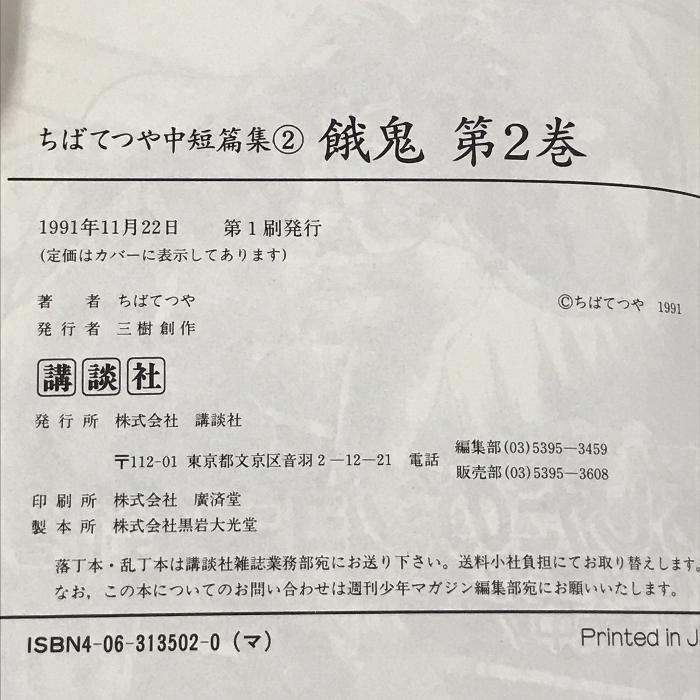 ちばてつや中短篇集② 餓鬼 第2巻
1991年11月22日 第1刷発行
(定価はカバーに表示してあります)
著者 ちばてつや
©ちばてつや 1991
発行者 三樹創作
講談社
発行所 株式会社 講談社
〒112-01 東京都文京区音羽2—12—21 電話 編集部(03)5395—3459
販売部(03)5395—3608
印刷所 株式会社 廣済堂
製本所 株式会社黒岩大光堂
落丁本・乱丁本は講談社雑誌業務部宛にお送り下さい。送料小社負担にてお取り替えします。
なお，この本についてのお問い合わせは週刊少年マガジン編集部宛にお願いいたします。
ISBN4-06-313502-0（マ）
Printed in J